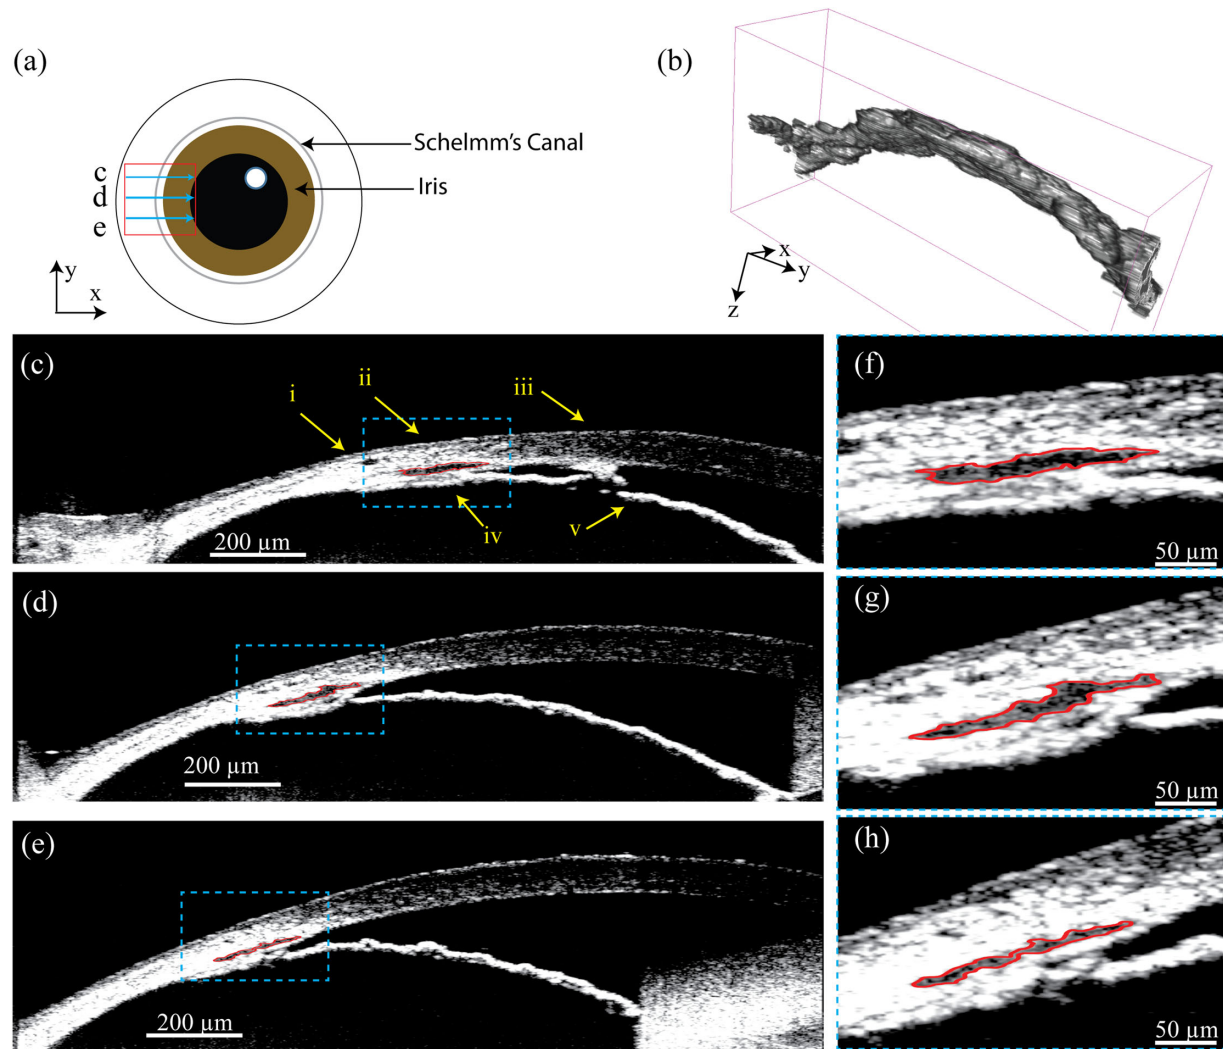 (a)
Schelmm's Canal
Iris
c
d
e
y
x
(b)
x
y
z
(c)
i
ii
iii
iv
v
200 µm
(f)
50 µm
(d)
200 µm
(g)
50 µm
(e)
200 µm
(h)
50 µm